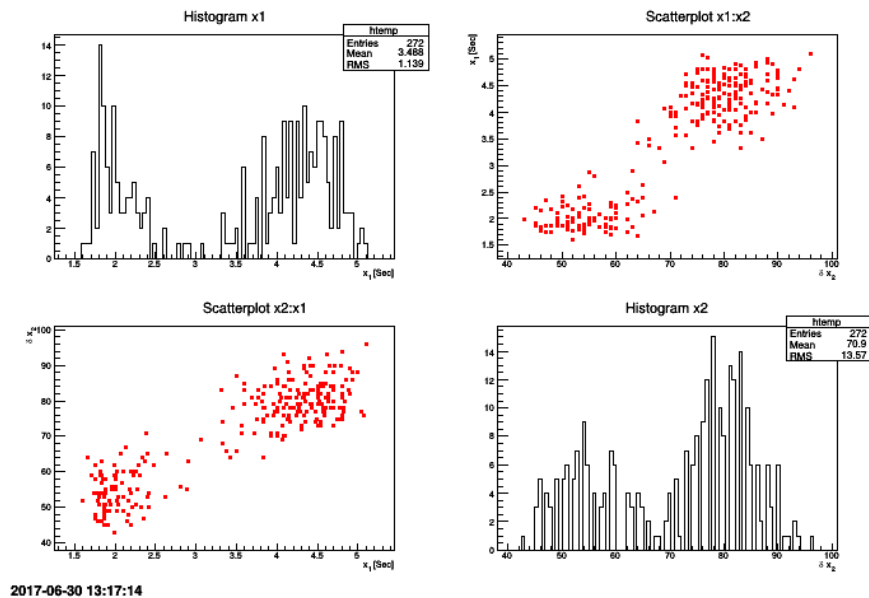 Histogram x1
htemp
Entries 272
Mean 3.488
RMS 1.139
14
12
10
8
6
4
2
0
1.5 2 2.5 3 3.5 4 4.5 5
x1 [Sec]
Scatterplot x1:x2
x1 [Sec]
5
4.5
4
3.5
3
2.5
2
1.5
40 50 60 70 80 90 100
δ x2
Scatterplot x2:x1
δ x2
100
90
80
70
60
50
40
1.5 2 2.5 3 3.5 4 4.5 5
x1 [Sec]
Histogram x2
htemp
Entries 272
Mean 70.9
RMS 13.57
14
12
10
8
6
4
2
0
40 50 60 70 80 90 100
δ x2
2017-06-30 13:17:14